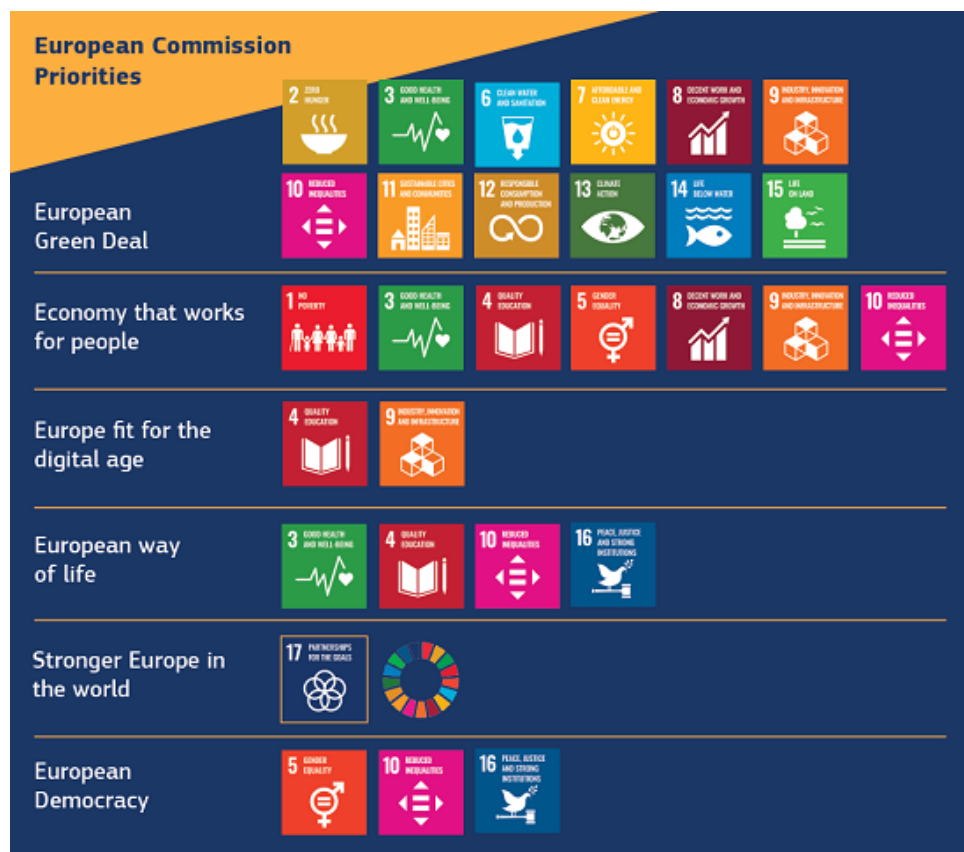 European Commission
Priorities
2 ZERO
HUNGER
3 GOOD HEALTH
AND WELL-BEING
6 CLEAN WATER
AND SANITATION
7 AFFORDABLE AND
CLEAN ENERGY
8 DECENT WORK AND
ECONOMIC GROWTH
9 INDUSTRY, INNOVATION
AND INFRASTRUCTURE
European
Green Deal
10 REDUCED
INEQUALITIES
11 SUSTAINABLE CITIES
AND COMMUNITIES
12 RESPONSIBLE
CONSUMPTION
AND PRODUCTION
13 CLIMATE
ACTION
14 LIFE
BELOW WATER
15 LIFE
ON LAND
Economy that works
for people
1 NO
POVERTY
3 GOOD HEALTH
AND WELL-BEING
4 QUALITY
EDUCATION
5 GENDER
EQUALITY
8 DECENT WORK AND
ECONOMIC GROWTH
9 INDUSTRY, INNOVATION
AND INFRASTRUCTURE
10 REDUCED
INEQUALITIES
Europe fit for the
digital age
4 QUALITY
EDUCATION
9 INDUSTRY, INNOVATION
AND INFRASTRUCTURE
European way
of life
3 GOOD HEALTH
AND WELL-BEING
4 QUALITY
EDUCATION
10 REDUCED
INEQUALITIES
16 PEACE, JUSTICE
AND STRONG
INSTITUTIONS
Stronger Europe in
the world
17 PARTNERSHIPS
FOR THE GOALS
European
Democracy
5 GENDER
EQUALITY
10 REDUCED
INEQUALITIES
16 PEACE, JUSTICE
AND STRONG
INSTITUTIONS